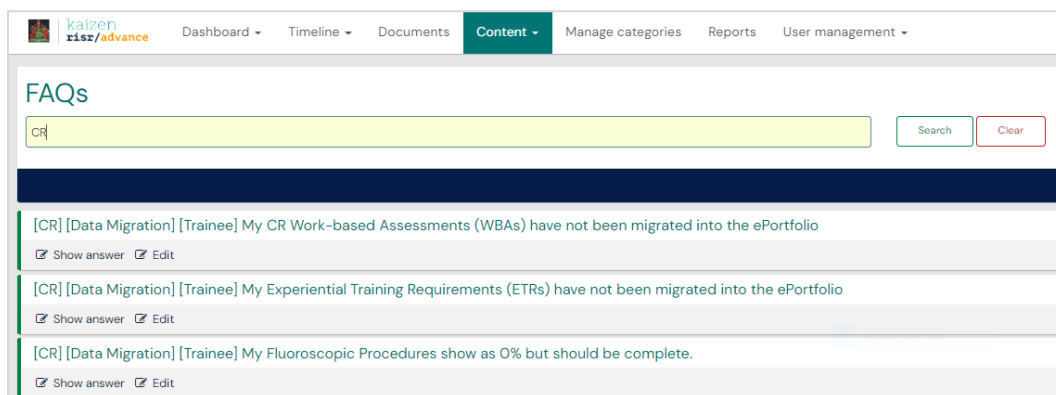 kaizen
risr/advance
Dashboard Timeline Documents Content Manage categories Reports User management
FAQs
CR
Search Clear
[CR] [Data Migration] [Trainee] My CR Work-based Assessments (WBAs) have not been migrated into the ePortfolio
Show answer Edit
[CR] [Data Migration] [Trainee] My Experiential Training Requirements (ETRs) have not been migrated into the ePortfolio
Show answer Edit
[CR] [Data Migration] [Trainee] My Fluoroscopic Procedures show as 0% but should be complete.
Show answer Edit